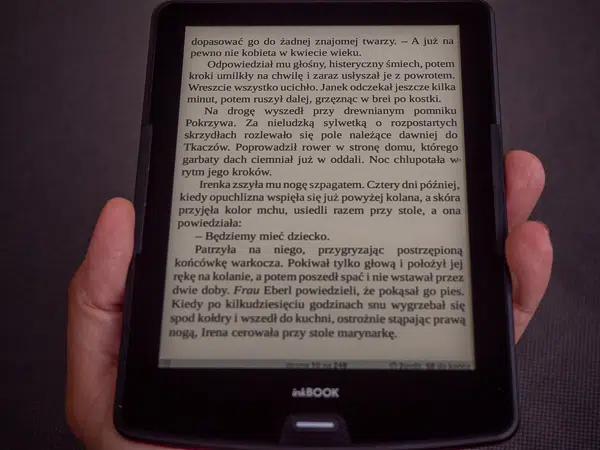 dopasować go do żadnej znajomej twarzy. – A już na
pewno nie kobieta w kwiecie wieku.
Odpowiedział mu głośny, histeryczny śmiech, potem
kroki umilkły na chwilę i zaraz usłyszał je z powrotem.
Wreszcie wszystko ucichło. Janek odczekał jeszcze kilka
minut, potem ruszył dalej, grzęznąc w brei po kostki.
Na drogę wyszedł przy drewnianym pomniku
Pokrzywa. Za nieludzką sylwetką o rozpostartych
skrzydłach rozlewało się pole należące dawniej do
Tkaczów. Poprowadził rower w stronę domu, którego
garbaty dach ciemniał już w oddali. Noc chlupotała w
rytm jego kroków.
Irenka zszyła mu nogę szpagatem. Cztery dni później,
kiedy opuchlizna wspięła się już powyżej kolana, a skóra
przyjęła kolor mchu, usiedli razem przy stole, a ona
powiedziała:
– Będziemy mieć dziecko.
Patrzyła na niego, przygryzając postrzępioną
końcówkę warkocza. Pokiwał tylko głową i położył jej
rękę na kolanie, a potem poszedł spać i nie wstawał przez
dwie doby. Frau Eberl powiedzieli, że pokąsał go pies.
Kiedy po kilkudziesięciu godzinach snu wygrzebał się
spod kołdry i wszedł do kuchni, ostrożnie stąpając prawą
nogą, Irena cerowała przy stole marynarkę.
strona 10 na 248
inkBOOK